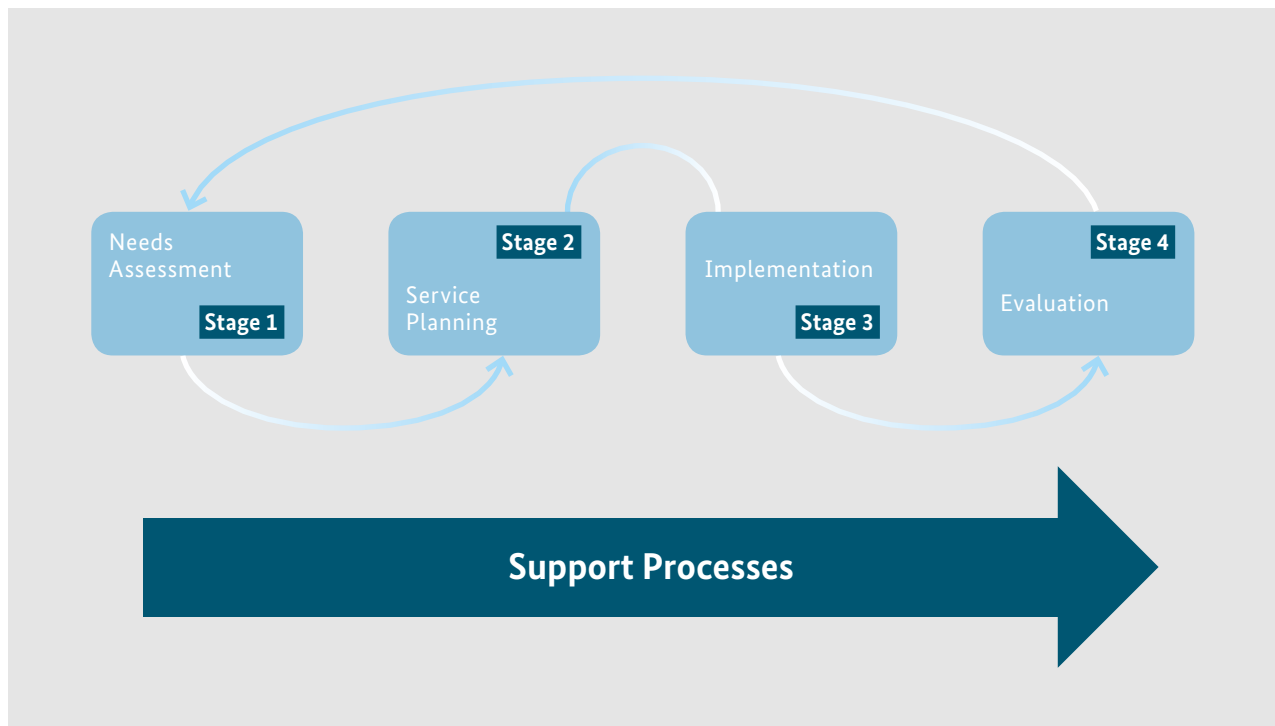 Needs
Assessment
Stage 1
Stage 2
Service
Planning
Implementation
Stage 3
Stage 4
Evaluation
Support Processes